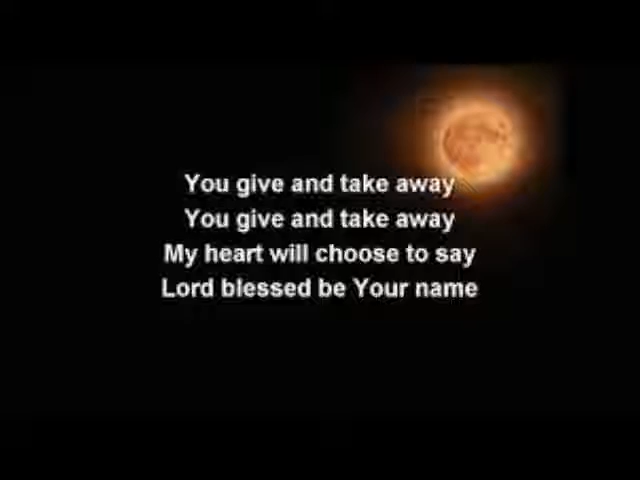 You give and take away
You give and take away
My heart will choose to say
Lord blessed be Your name